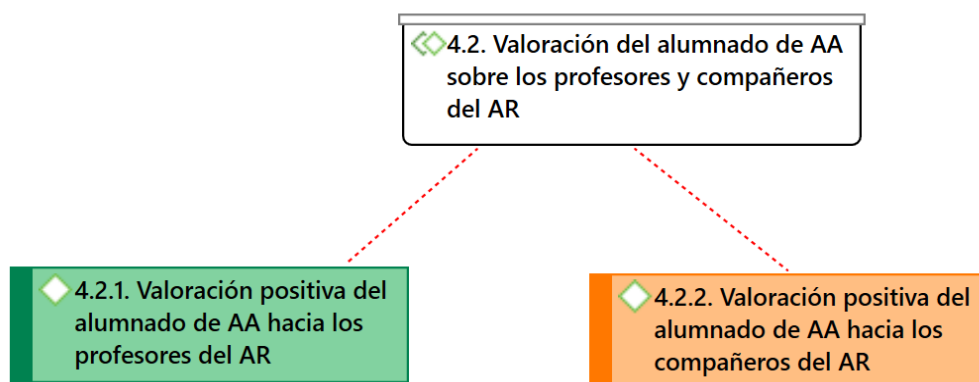 4.2. Valoración del alumnado de AA
sobre los profesores y compañeros
del AR
4.2.1. Valoración positiva del
alumnado de AA hacia los
profesores del AR
4.2.2. Valoración positiva del
alumnado de AA hacia los
compañeros del AR